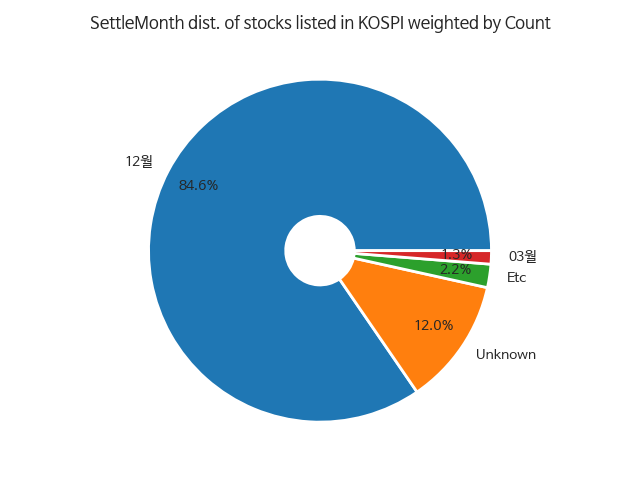 SettleMonth dist. of stocks listed in KOSPI weighted by Count
12월
84.6%
1.3%
03월
2.2%
Etc
12.0%
Unknown